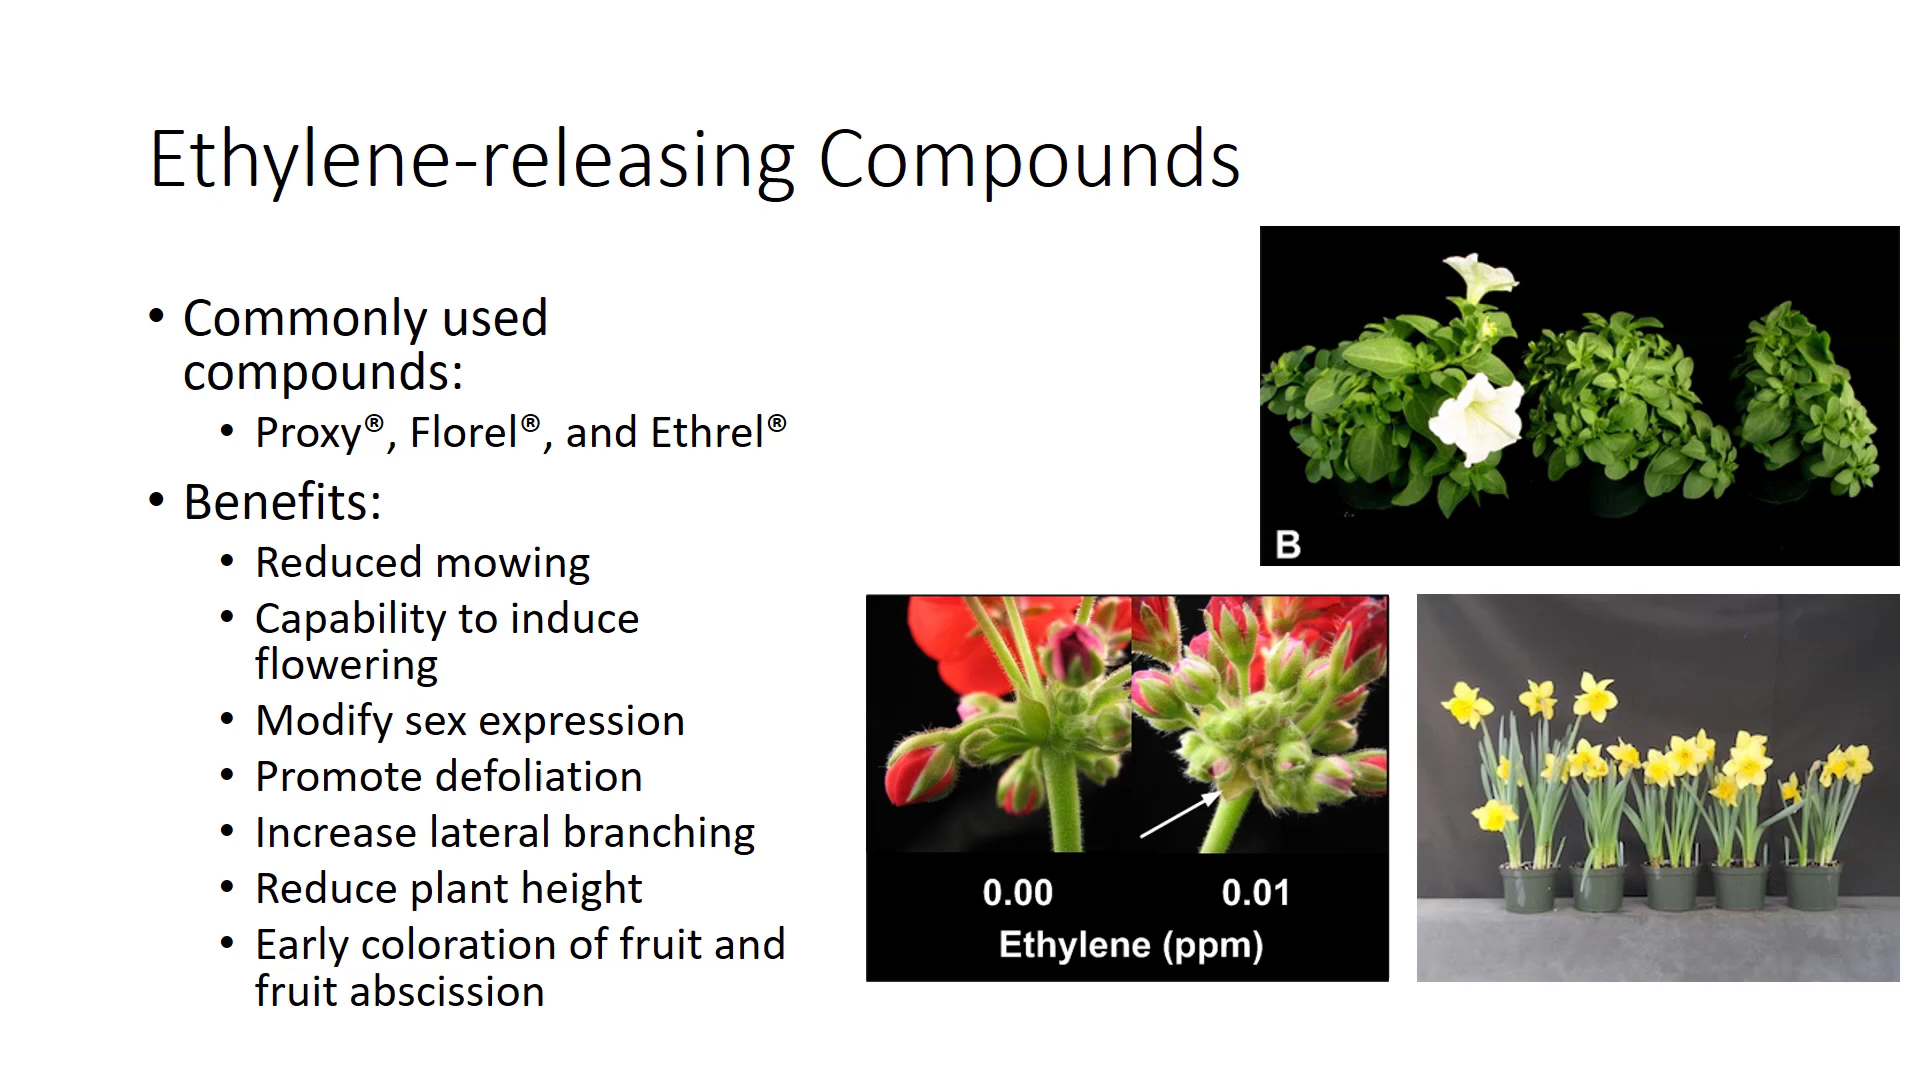 Ethylene-releasing Compounds
• Commonly used
compounds:
• Proxy®, Florel®, and Ethrel®
• Benefits:
• Reduced mowing
• Capability to induce
flowering
• Modify sex expression
• Promote defoliation
• Increase lateral branching
• Reduce plant height
• Early coloration of fruit and
fruit abscission
B
0.00 0.01
Ethylene (ppm)